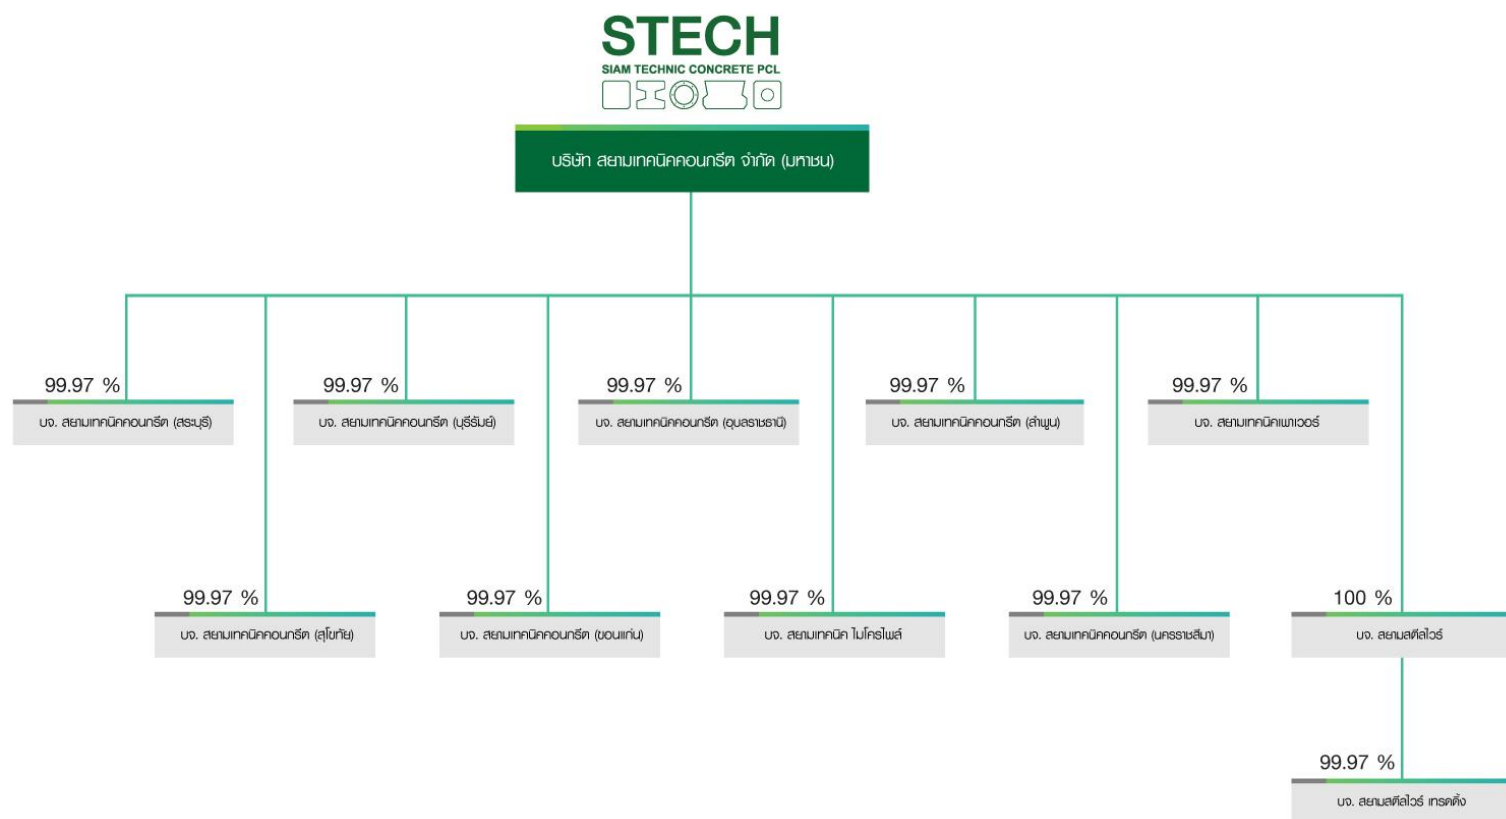 STECH
SIAM TECHNIC CONCRETE PCL
บริษัท สยามเทคนิคคอนกรีต จำกัด (มหาชน)
99.97 %
บจ. สยามเทคนิคคอนกรีต (สระบุรี)
99.97 %
บจ. สยามเทคนิคคอนกรีต (บุรีรัมย์)
99.97 %
บจ. สยามเทคนิคคอนกรีต (อุบลราชธานี)
99.97 %
บจ. สยามเทคนิคคอนกรีต (ลำพูน)
99.97 %
บจ. สยามเทคนิคเพาเวอร์
99.97 %
บจ. สยามเทคนิคคอนกรีต (สุโขทัย)
99.97 %
บจ. สยามเทคนิคคอนกรีต (ขอนแก่น)
99.97 %
บจ. สยามเทคนิค ไมโครไพล์
99.97 %
บจ. สยามเทคนิคคอนกรีต (นครราชสีมา)
100 %
บจ. สยามสตีลไวร์
99.97 %
บจ. สยามสตีลไวร์ เทรดดิ้ง